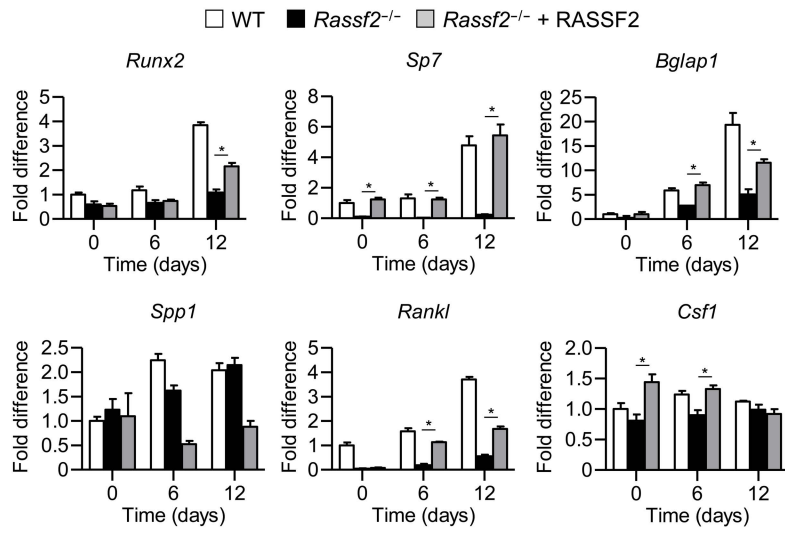 WT Rassf2–/– Rassf2–/– + RASSF2
Runx2
Fold difference
5
4
3
2
1
0
*
0 6 12
Time (days)
Sp7
Fold difference
8
6
4
2
0
* * *
0 6 12
Time (days)
Bglap1
Fold difference
25
20
15
10
5
0
* *
0 6 12
Time (days)
Spp1
Fold difference
2.5
2.0
1.5
1.0
0.5
0
0 6 12
Time (days)
Rankl
Fold difference
5
4
3
2
1
0
* *
0 6 12
Time (days)
Csf1
Fold difference
2.0
1.5
1.0
0.5
0
* *
0 6 12
Time (days)